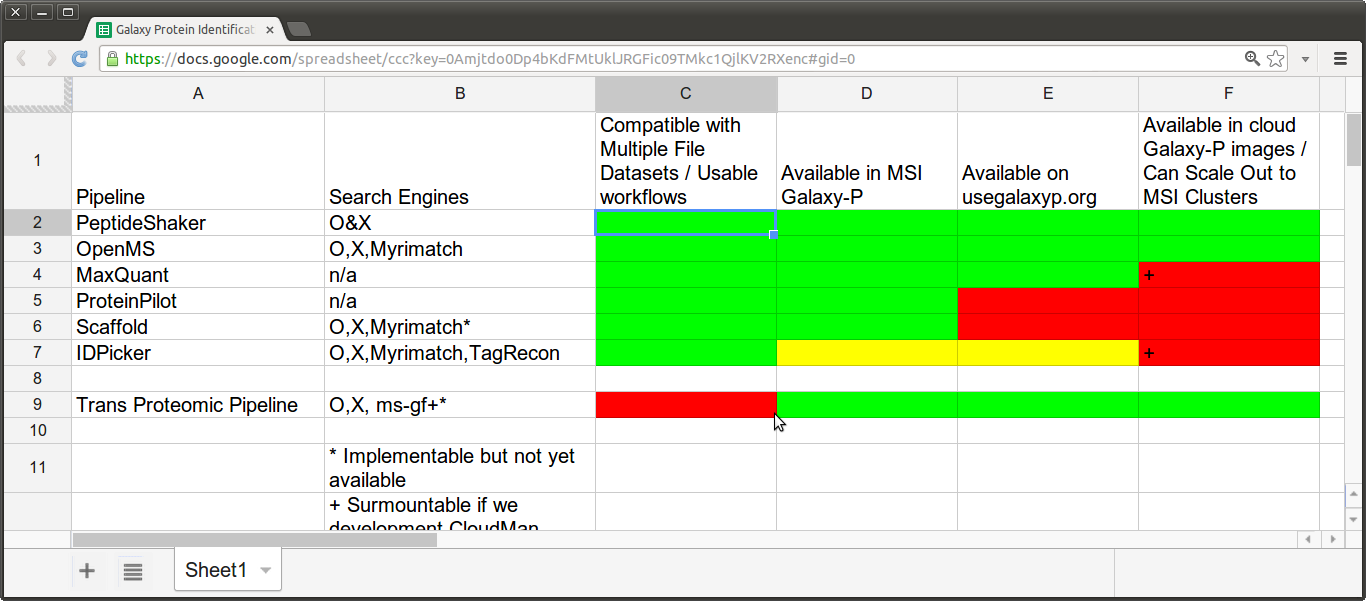 Galaxy Protein Identificat
https://docs.google.com/spreadsheet/ccc?key=0Amjtdo0Dp4bKdFMtUklJRGFic09TMkc1QjlKV2RXenc#gid=0
A B C D E F
1
Pipeline
Search Engines
Compatible with
Multiple File
Datasets / Usable
workflows
Available in MSI
Galaxy-P
Available on
usegalaxyp.org
Available in cloud
Galaxy-P images /
Can Scale Out to
MSI Clusters
2 PeptideShaker O&X
3 OpenMS O,X,Myrimatch
4 MaxQuant n/a +
5 ProteinPilot n/a
6 Scaffold O,X,Myrimatch*
7 IDPicker O,X,Myrimatch,TagRecon +
8
9 Trans Proteomic Pipeline O,X, ms-gf+*
10
11
* Implementable but not yet
available
+ Surmountable if we
development CloudMan
Sheet1